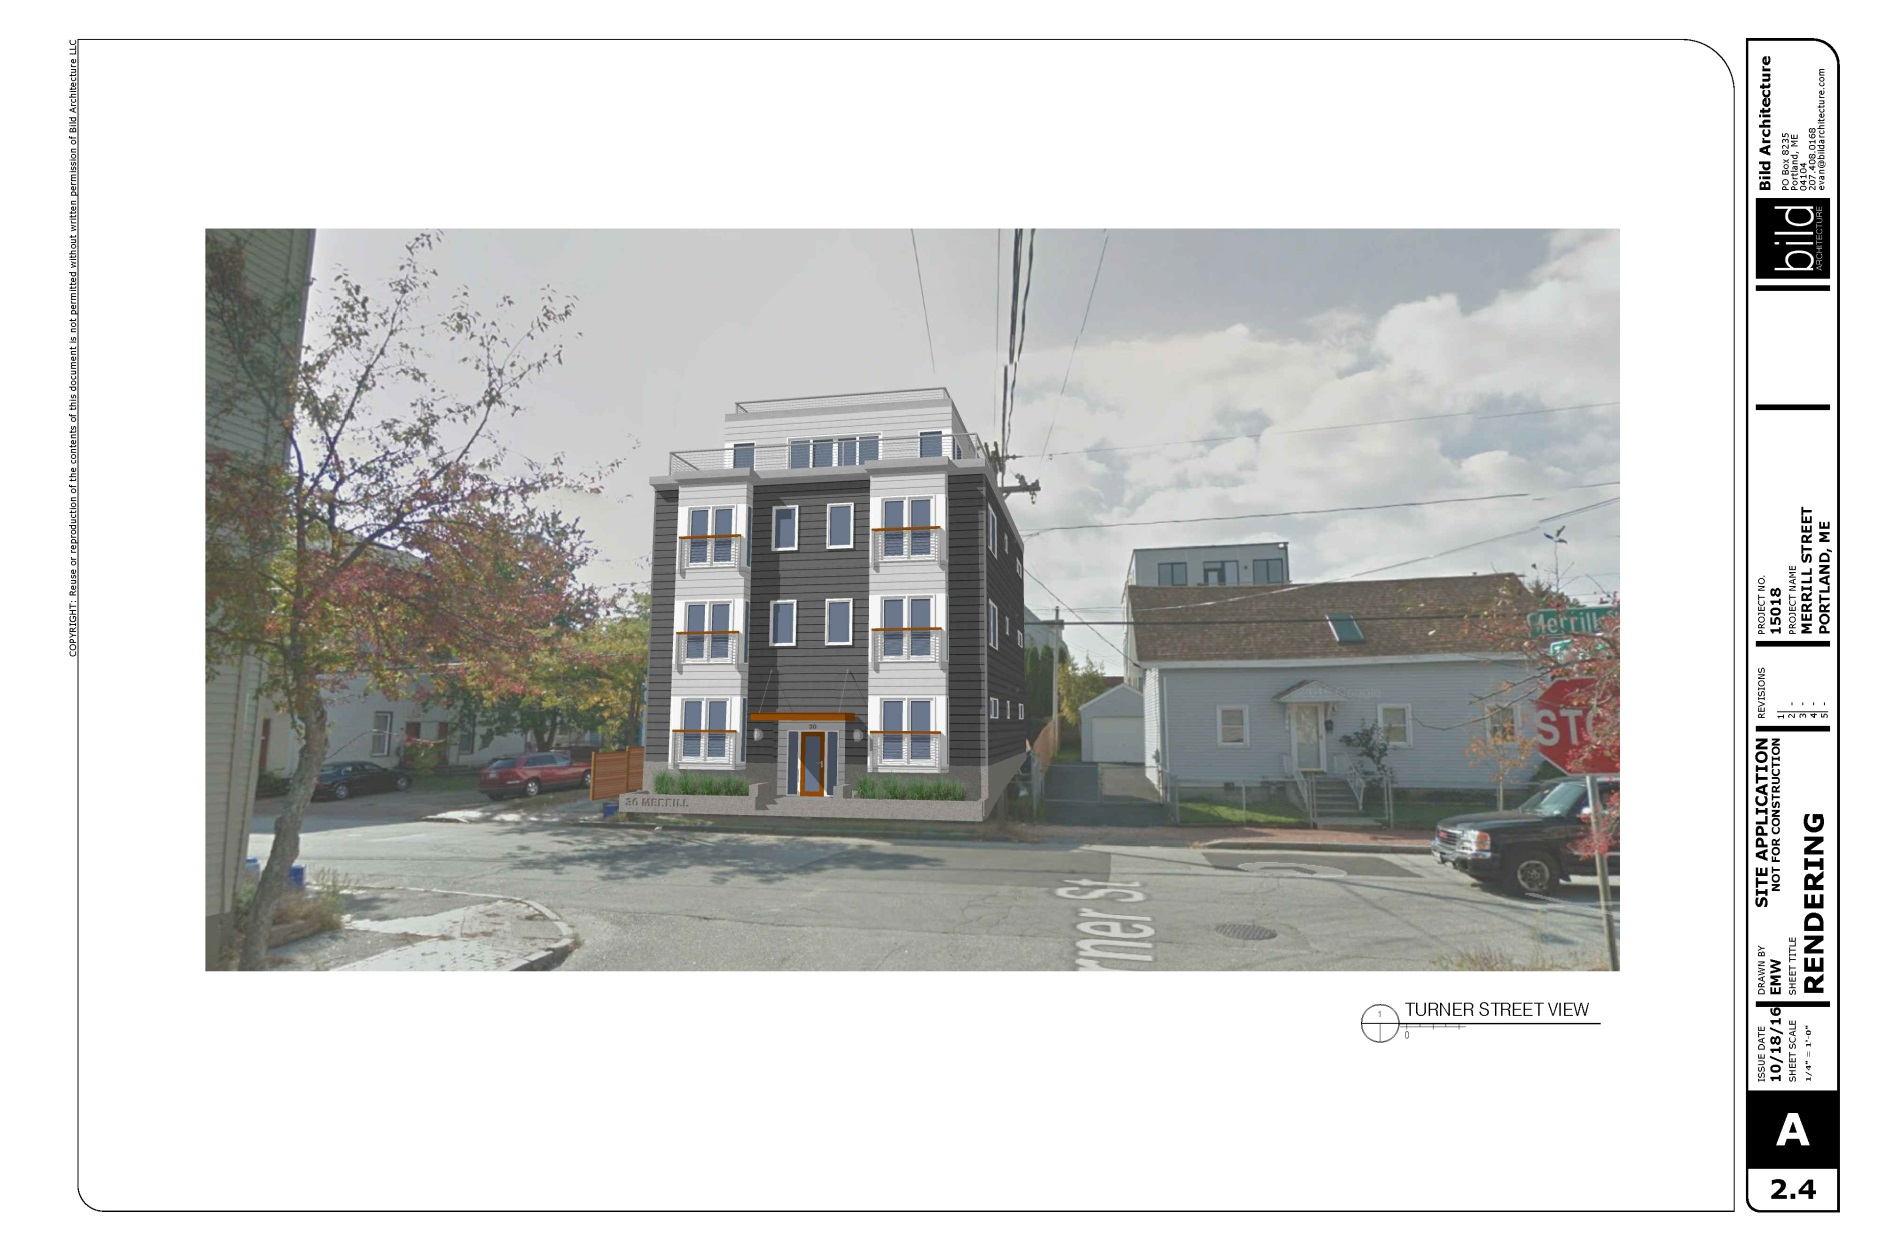 COPYRIGHT: Reuse or reproduction of the contents of this document is not permitted without written permission of Bild Architecture LLC
30
30 MERRILL
Merrill
STO
rner St
1
TURNER STREET VIEW
0
Bild Architecture
PO Box 8235
Portland, ME
04104
207.408.0168
evan@bildarchitecture.com
bild
ARCHITECTURE
PROJECT NO.
15018
PROJECT NAME
MERRILL STREET
PORTLAND, ME
REVISIONS
1 -
2 -
3 -
4 -
5 -
SITE APPLICATION
NOT FOR CONSTRUCTION
DRAWN BY
EMW
SHEET TITLE
RENDERING
ISSUE DATE
10/18/16
SHEET SCALE
1/4" = 1'-0"
A
2.4